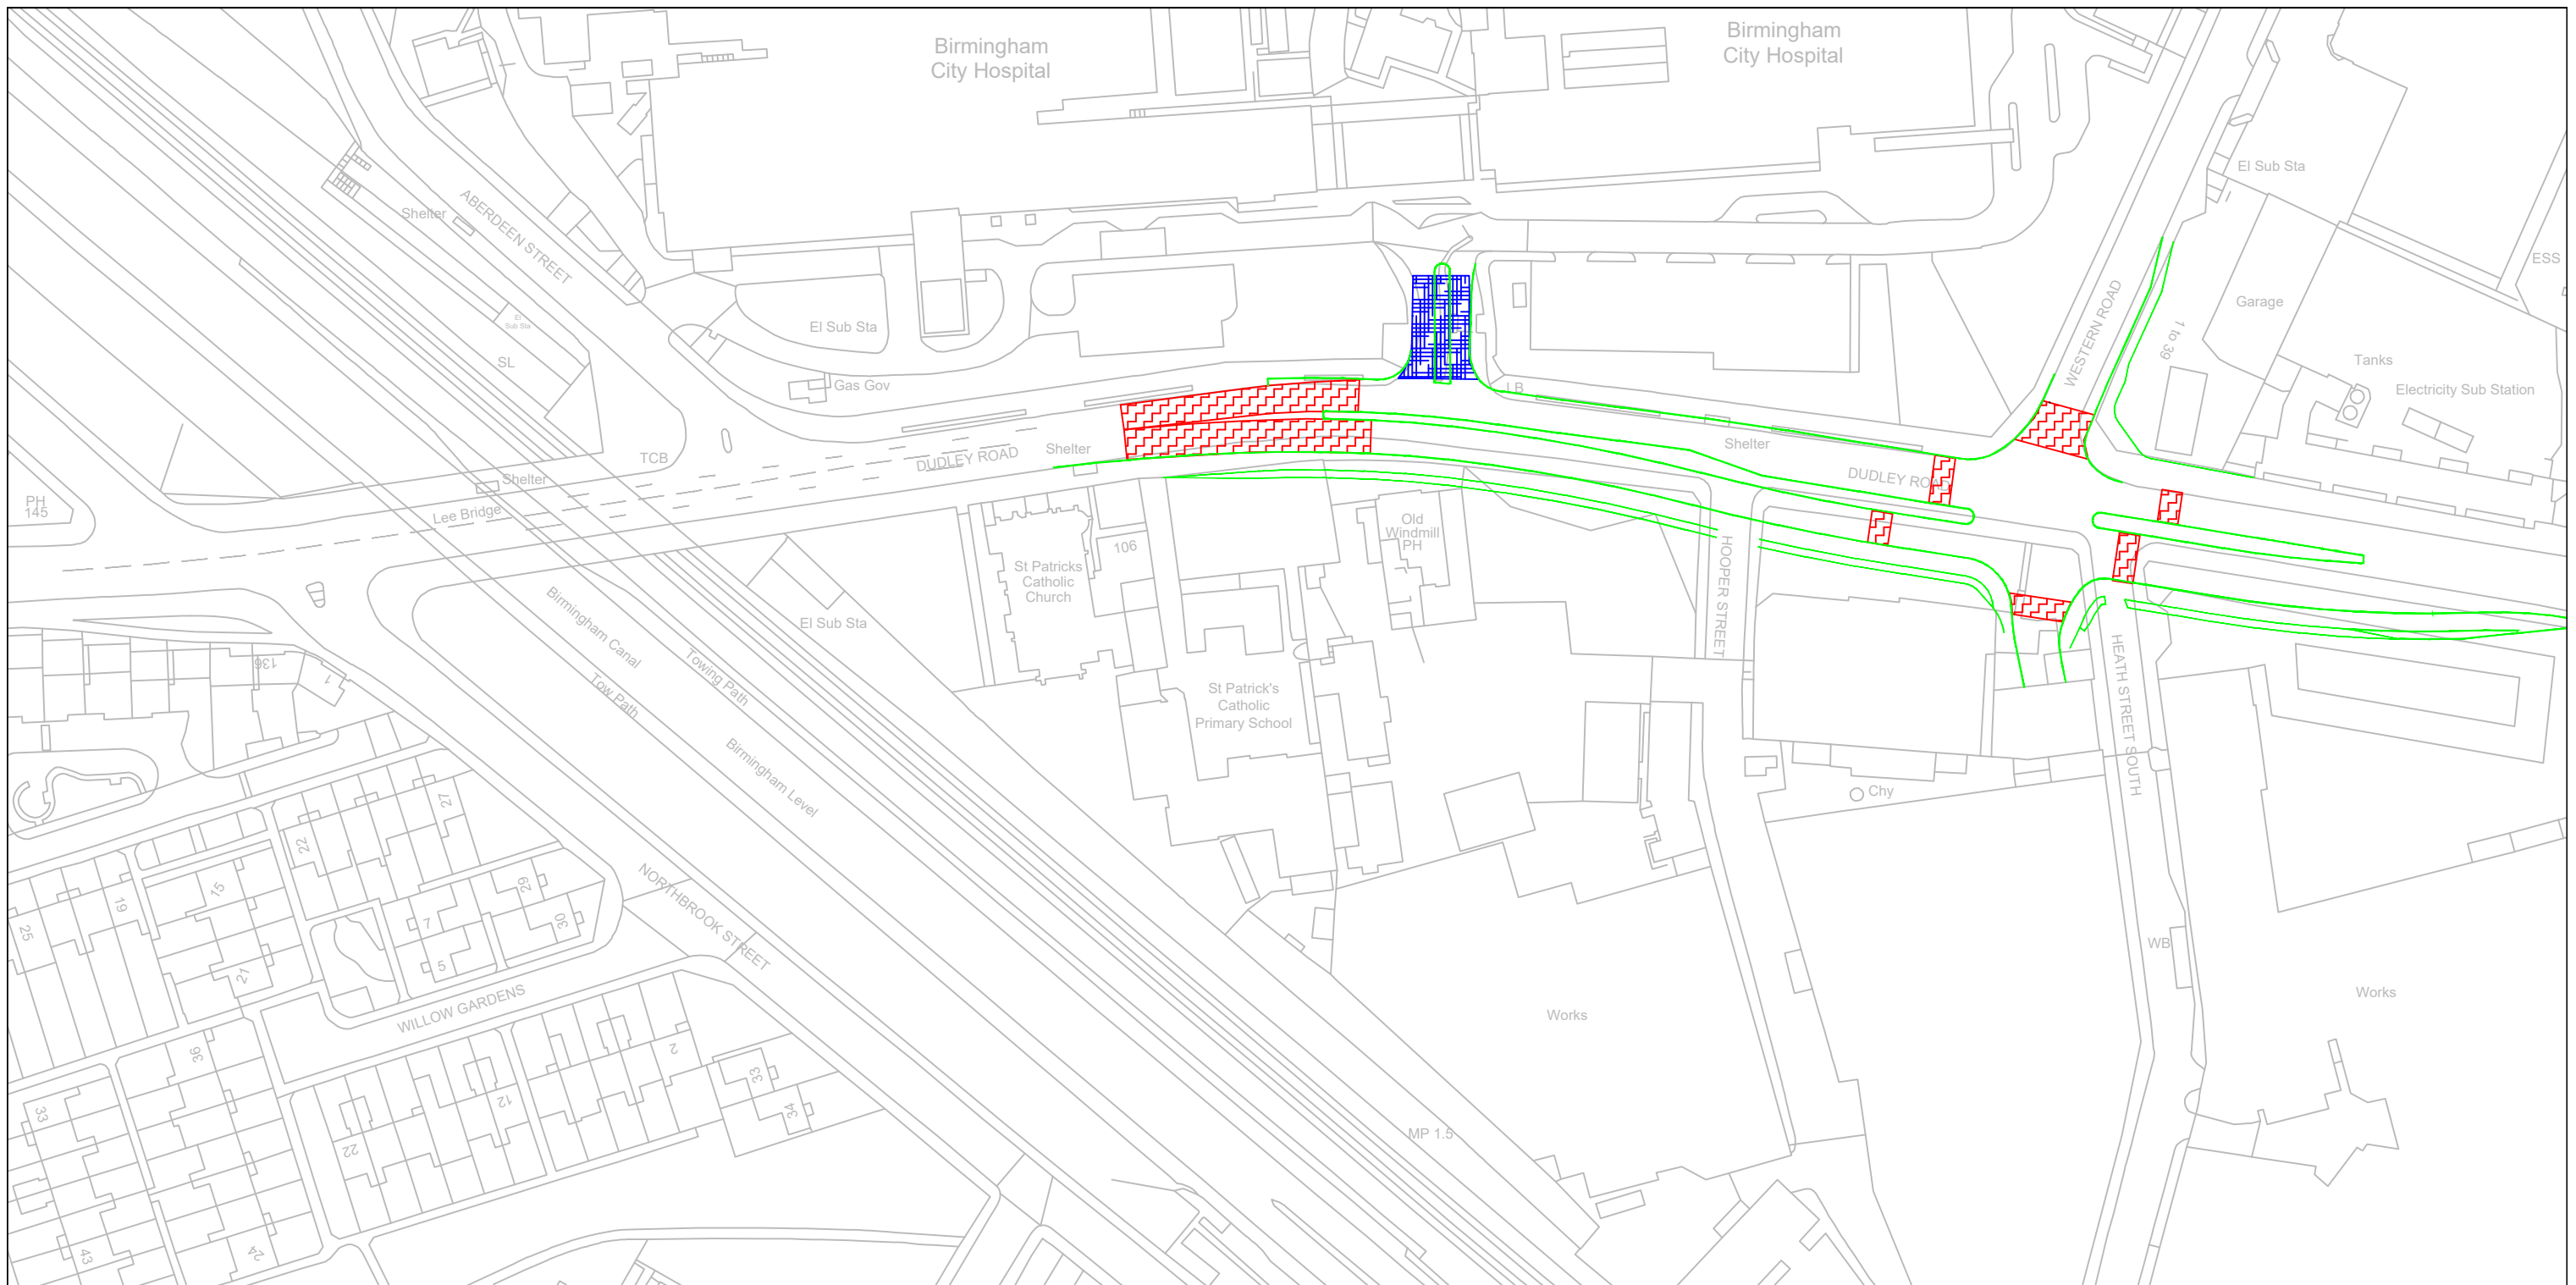 Birmingham
City Hospital
Birmingham
City Hospital
El Sub Sta
Shelter
ABERDEEN STREET
ESS
Garage
WESTERN ROAD
El
Sub Sta
El Sub Sta
1 to 39
SL
Tanks
Gas Gov
LB
Electricity Sub Station
Shelter
Shelter
DUDLEY ROAD
TCB
DUDLEY ROAD
Shelter
PH
145
Lee Bridge
Old
Windmill
PH
106
HOOPER STREET
St Patricks
Catholic
Church
Birmingham Canal
El Sub Sta
136
1
Towing Path
Tow Path
HEATH STREET SOUTH
St Patrick's
Catholic
Primary School
Birmingham Level
Chy
27
22
NORTHBROOK STREET
15
29
19
7
30
25
5
21
WB
Works
WILLOW GARDENS
Works
36
2
33
12
34
33
22
MP 1.5
24
43